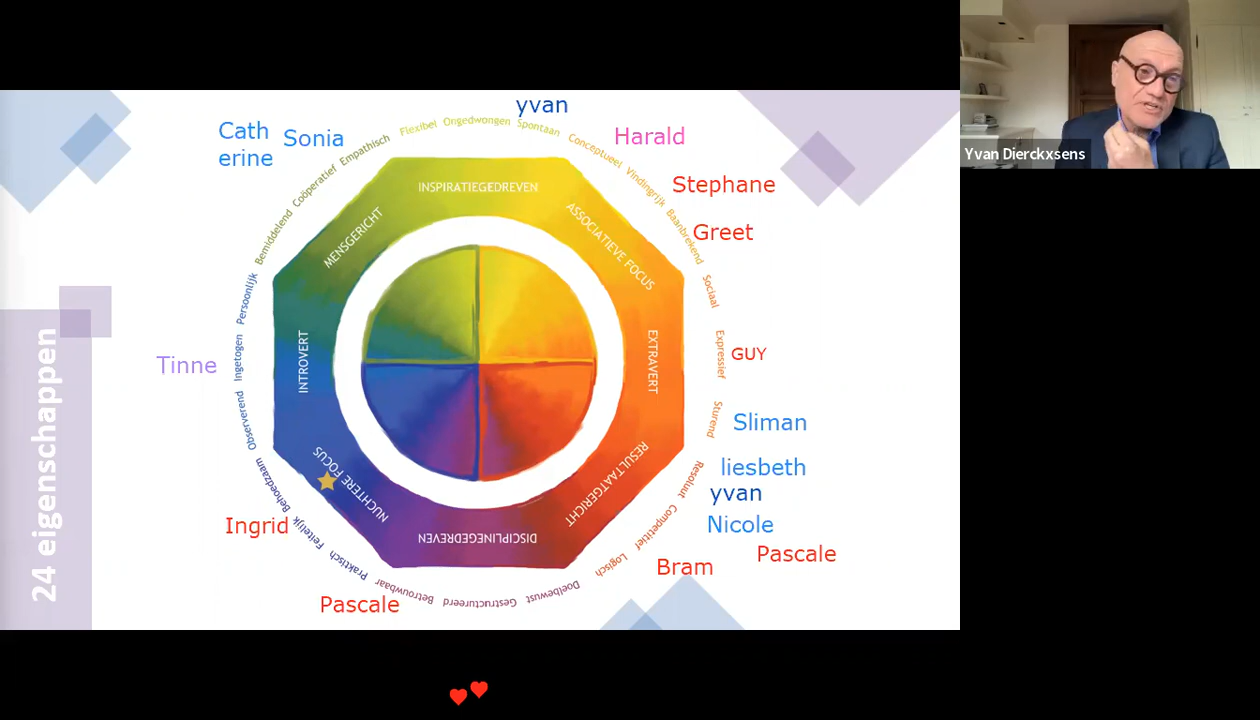 yvan
Cath
erine
Sonia
Harald
Stephane
Greet
GUY
Sliman
liesbeth
yvan
Nicole
Pascale
Bram
Pascale
Ingrid
Tinne
Flexibel Ongedwongen Spontaan
Conceptueel Vindingrijk Baanbrekend
Sociaal Expressief Sturend
Resoluut Competitief Logisch
Doelbewust Gestructureerd Betrouwbaar
Praktisch Feitelijk Behoedzaam
Observerend Ingetogen Persoonlijk
Bemiddelend Coöperatief Empathisch
INSPIRATIEGEDREVEN
ASSOCIATIEVE FOCUS
EXTRAVERT
RESULTAATGERICHT
DISCIPLINEGEDREVEN
NUCHTERE FOCUS
INTROVERT
MENSGERICHT
24 eigenschappen
Yvan Dierckxsens